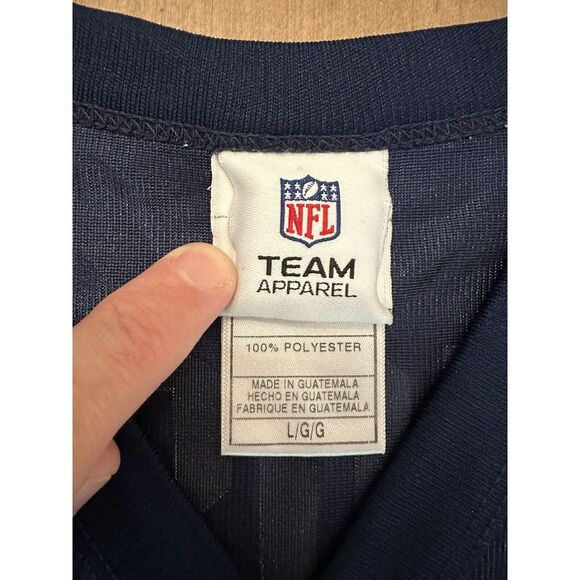 NFL
TEAM
APPAREL
100% POLYESTER
MADE IN GUATEMALA
HECHO EN GUATEMALA
FABRIQUE EN GUATEMALA
L/G/G